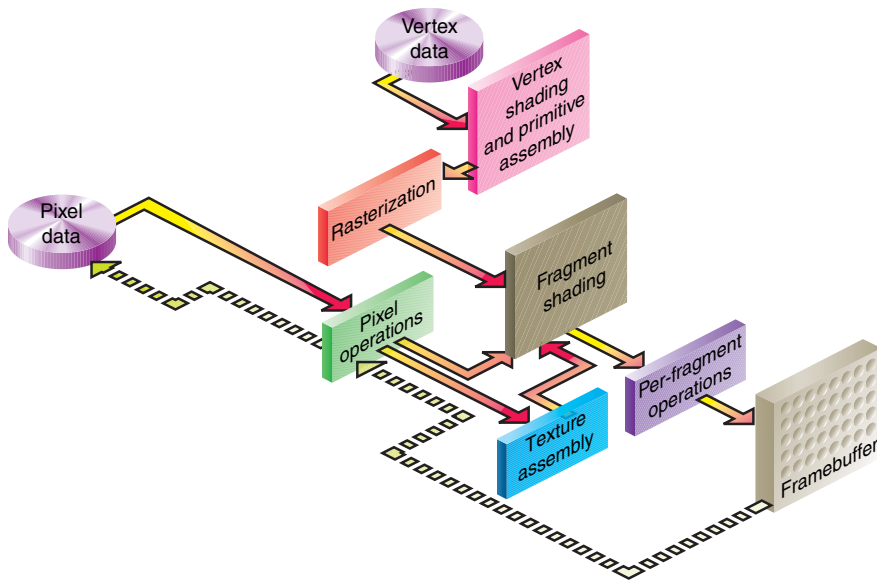 Vertex
data
Vertex
shading
and primitive
assembly
Rasterization
Pixel
data
Fragment
shading
Pixel
operations
Per-fragment
operations
Texture
assembly
Framebuffer